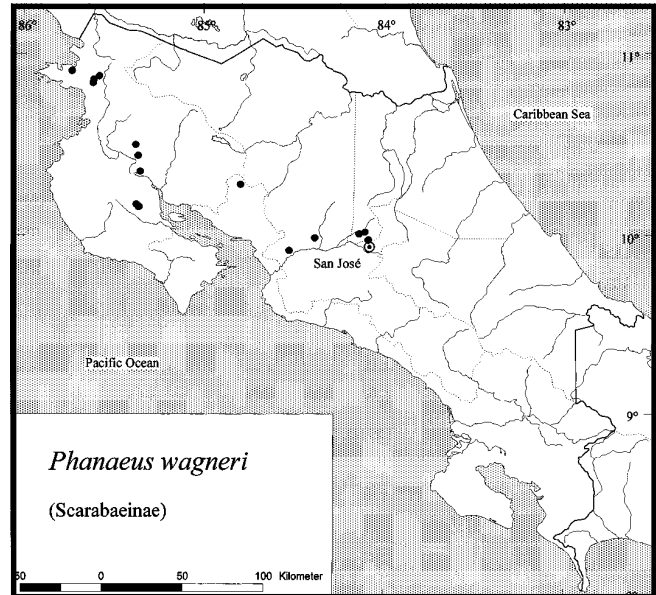 86° 85° 84° 83°
11°
Caribbean Sea
10°
San José
Pacific Ocean
9°
Phanaeus wagneri
(Scarabaeinae)
50 0 50 100 Kilometer